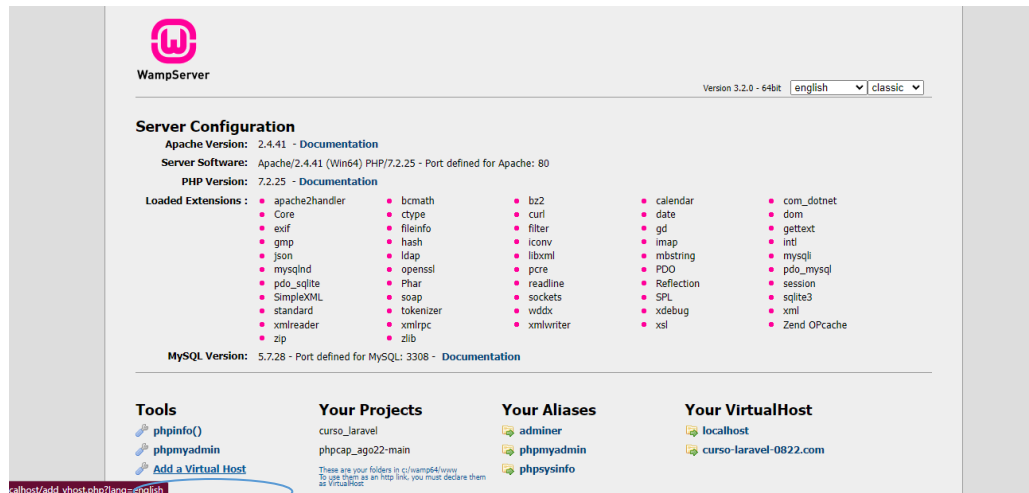 WampServer
Version 3.2.0 - 64bit english classic
Server Configuration
Apache Version: 2.4.41 - Documentation
Server Software: Apache/2.4.41 (Win64) PHP/7.2.25 - Port defined for Apache: 80
PHP Version: 7.2.25 - Documentation
Loaded Extensions : apache2handler bcmath bz2 calendar com_dotnet
Core ctype curl date dom
exif fileinfo filter gd gettext
gmp hash iconv imap intl
json ldap libxml mbstring mysqli
mysqlnd openssl pcre PDO pdo_mysql
pdo_sqlite Phar readline Reflection session
SimpleXML soap sockets SPL sqlite3
standard tokenizer wddx xdebug xml
xmlreader xmlrpc xmlwriter xsl Zend OPcache
zip zlib
MySQL Version: 5.7.28 - Port defined for MySQL: 3308 - Documentation
Tools
phpinfo()
phpmyadmin
Add a Virtual Host
Your Projects
curso_laravel
phpcap_ago22-main
These are your folders in c:/wamp64/www
To use them as an http link, you must declare them
as VirtualHost
Your Aliases
adminer
phpmyadmin
phpsysinfo
Your VirtualHost
localhost
curso-laravel-0822.com
calhost/add_vhost.php?lang=english